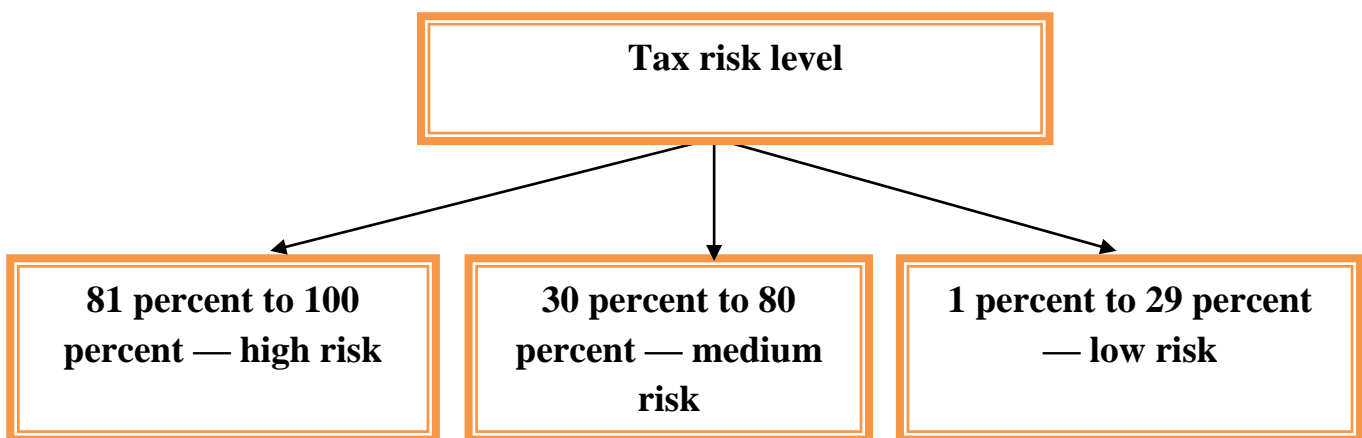 Tax risk level
81 percent to 100
percent — high risk
30 percent to 80
percent — medium
risk
1 percent to 29 percent
— low risk